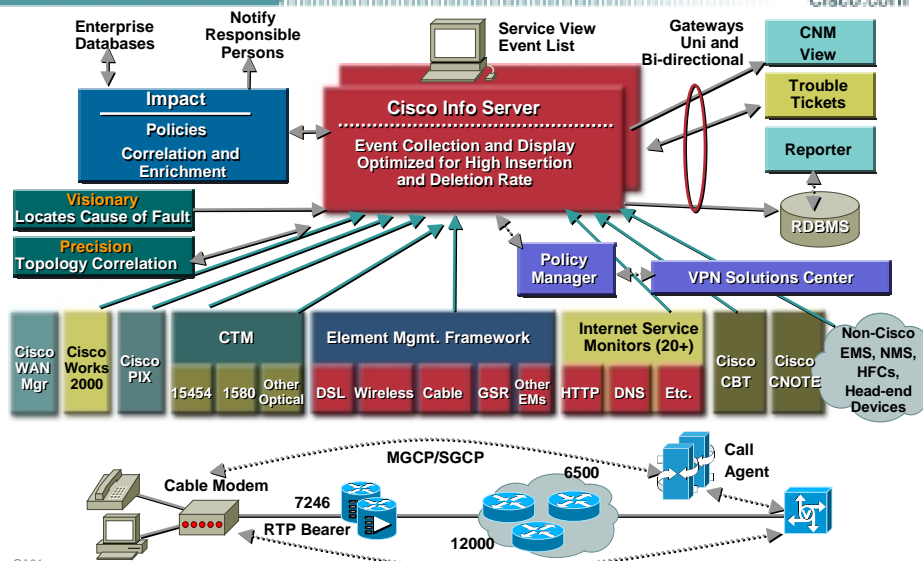 Cisco.com
Enterprise
Databases
Notify
Responsible
Persons
Service View
Event List
Gateways
Uni and
Bi-directional
CNM
View
Trouble
Tickets
Reporter
RDBMS
Impact
Policies
Correlation and
Enrichment
Cisco Info Server
Event Collection and Display
Optimized for High Insertion
and Deletion Rate
Visionary
Locates Cause of Fault
Precision
Topology Correlation
Policy
Manager
VPN Solutions Center
Cisco
WAN
Mgr
Cisco
Works
2000
Cisco
PIX
CTM
15454
1580
Other
Optical
Element Mgmt. Framework
DSL
Wireless
Cable
GSR
Other
EMs
Internet Service
Monitors (20+)
HTTP
DNS
Etc.
Cisco
CBT
Cisco
CNOTE
Non-Cisco
EMS, NMS,
HFCs,
Head-end
Devices
MGCP/SGCP
Cable Modem
7246
RTP Bearer
6500
12000
Call
Agent